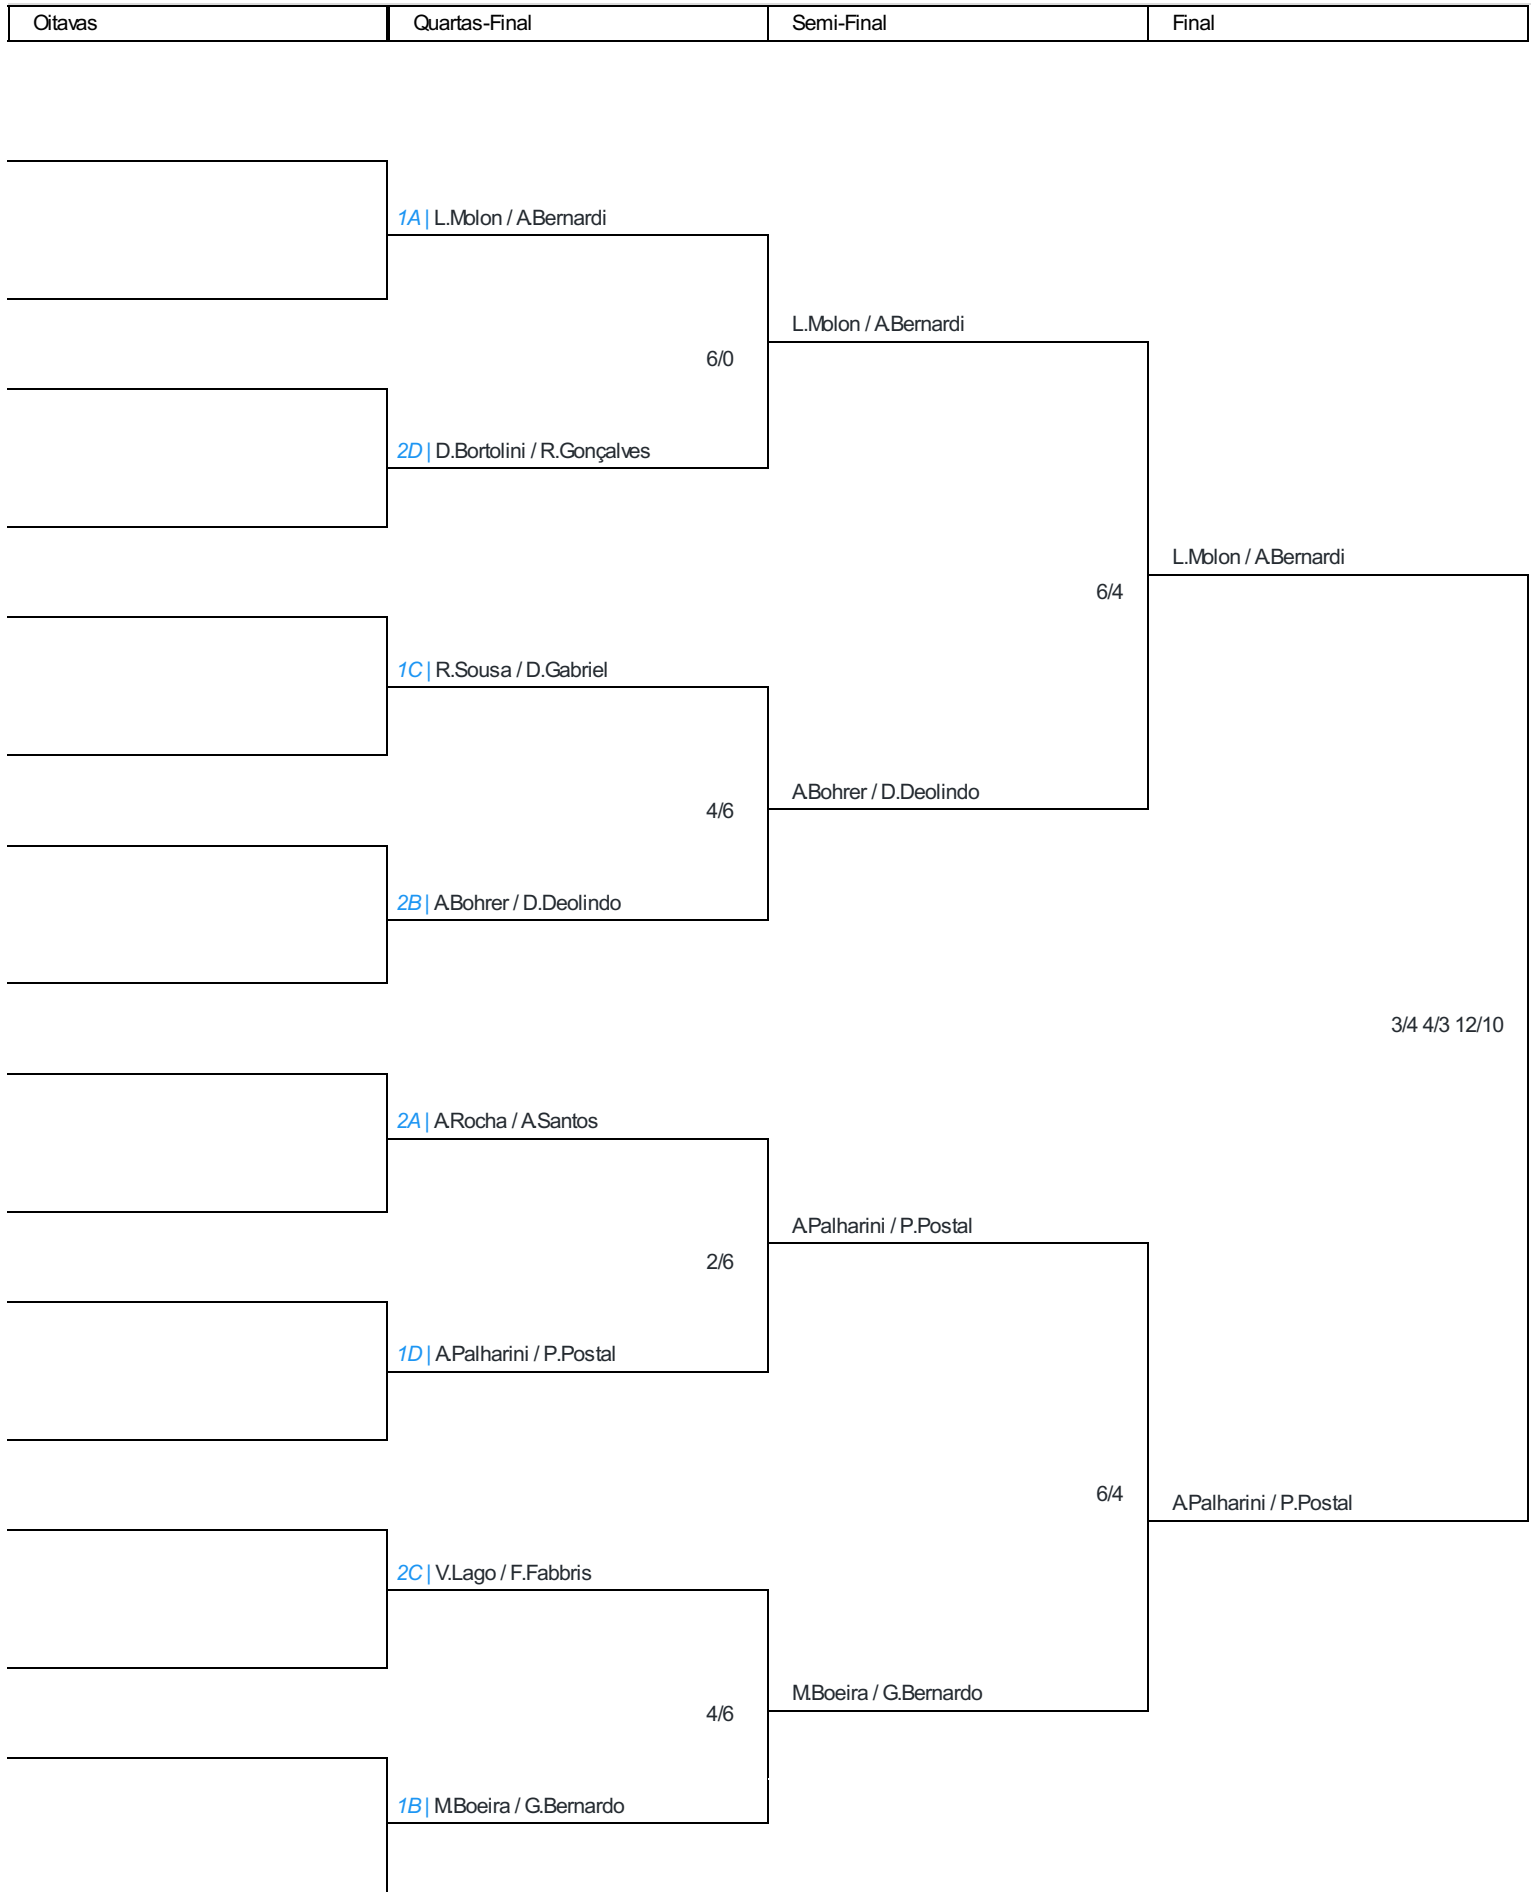 Oitavas Quartas-Final Semi-Final Final
1A | L.Molon / A.Bernardi
L.Molon / A.Bernardi
6/0
2D | D.Bortolini / R.Gonçalves
L.Molon / A.Bernardi
6/4
1C | R.Sousa / D.Gabriel
A.Bohrer / D.Deolindo
4/6
2B | A.Bohrer / D.Deolindo
3/4 4/3 12/10
2A | A.Rocha / A.Santos
A.Palharini / P.Postal
2/6
1D | A.Palharini / P.Postal
6/4
A.Palharini / P.Postal
2C | V.Lago / F.Fabbris
M.Boeira / G.Bernardo
4/6
1B | M.Boeira / G.Bernardo